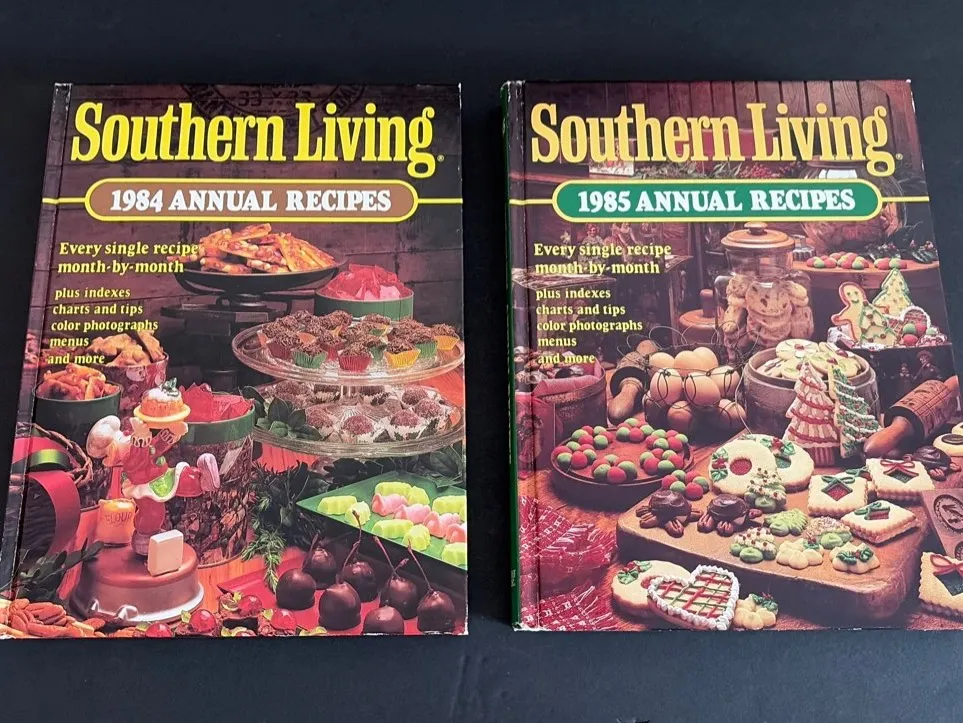 Southern Living®
1984 ANNUAL RECIPES
Every single recipe
month-by-month
plus indexes
charts and tips
color photographs
menus
and more
Southern Living®
1985 ANNUAL RECIPES
Every single recipe
month-by-month
plus indexes
charts and tips
color photographs
menus
and more